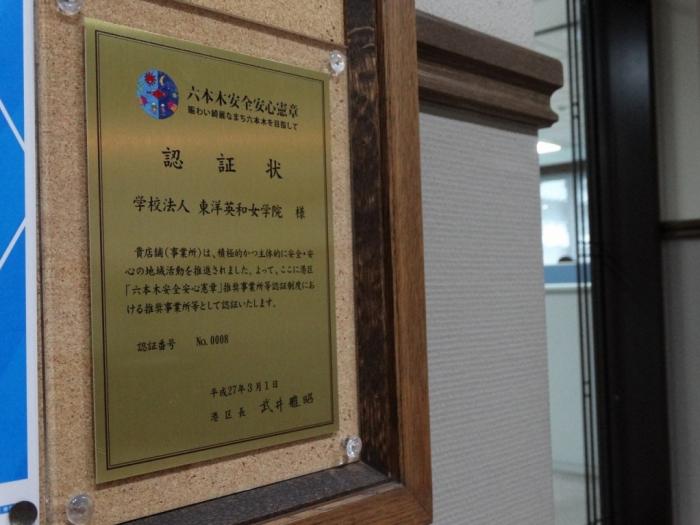 六本木安全安心憲章
賑わい綺麗なまち六本木を目指して
認証状
学校法人 東洋英和女学院 様
貴店舗(事業所)は、積極的かつ主体的に安全・安
心の地域活動を推進されました。よって、ここに港区
「六本木安全安心憲章」推奨事業所等認証制度にお
ける推奨事業所等として認証いたします。
認証番号 No.0008
平成27年3月1日
港区長 武井雅昭